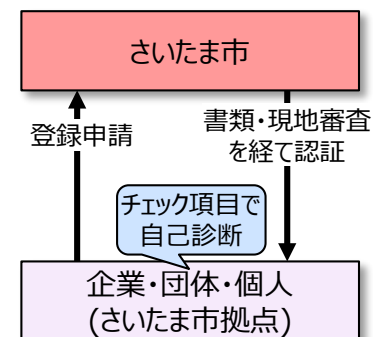 さいたま市
登録申請
書類・現地審査
を経て認証
チェック項目で
自己診断
企業・団体・個人
(さいたま市拠点)